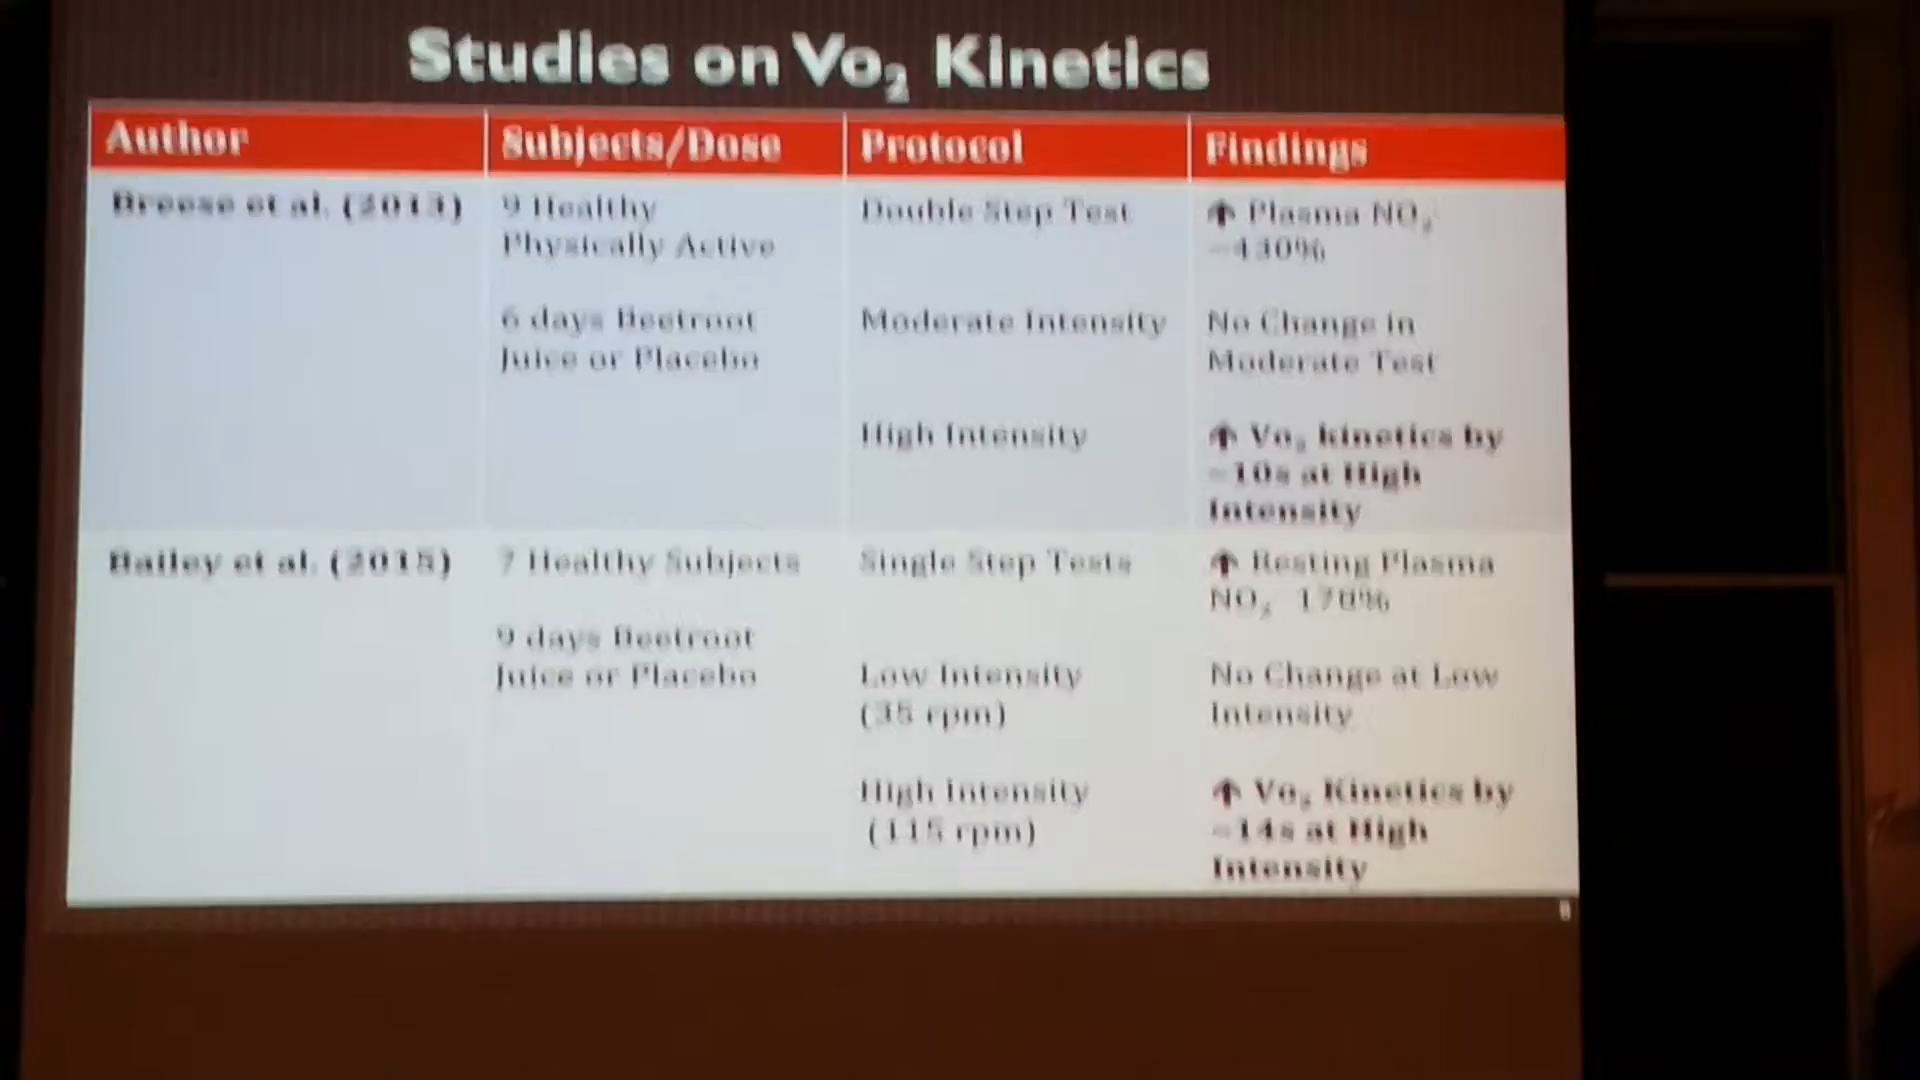 Studies on Vo₂ Kinetics
Author Subjects/Dose Protocol Findings
Breese et al. (2013) 9 Healthy Double Step Test ↑ Plasma NO₂
Physically Active ~430%
6 days Beetroot Moderate Intensity No Change in
Juice or Placebo Moderate Test
High Intensity ↑ Vo₂ kinetics by
~10s at High
Intensity
Bailey et al. (2015) 7 Healthy Subjects Single Step Tests ↑ Resting Plasma
NO₂
9 days Beetroot
Juice or Placebo Low Intensity No Change at Low
(35 rpm) Intensity
High intensity ↑ Vo₂ Kinetics by
(115 rpm) ~14s at High
Intensity